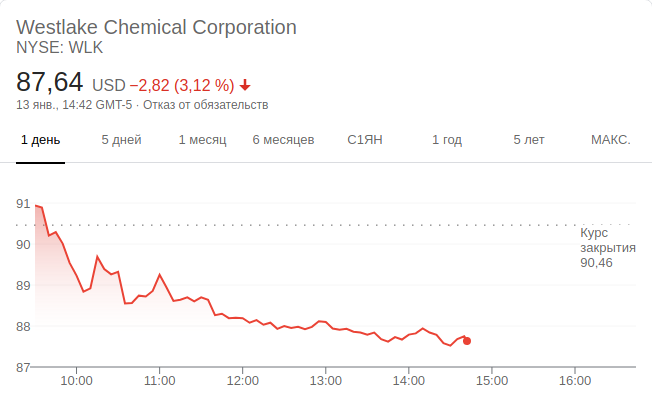 Westlake Chemical Corporation
NYSE: WLK
87,64 USD −2,82 (3,12 %)
13 янв., 14:42 GMT-5 · Отказ от обязательств
1 день 5 дней 1 месяц 6 месяцев С1ЯН 1 год 5 лет МАКС.
91
90
89
88
87
Курс
закрытия
90,46
10:00 11:00 12:00 13:00 14:00 15:00 16:00